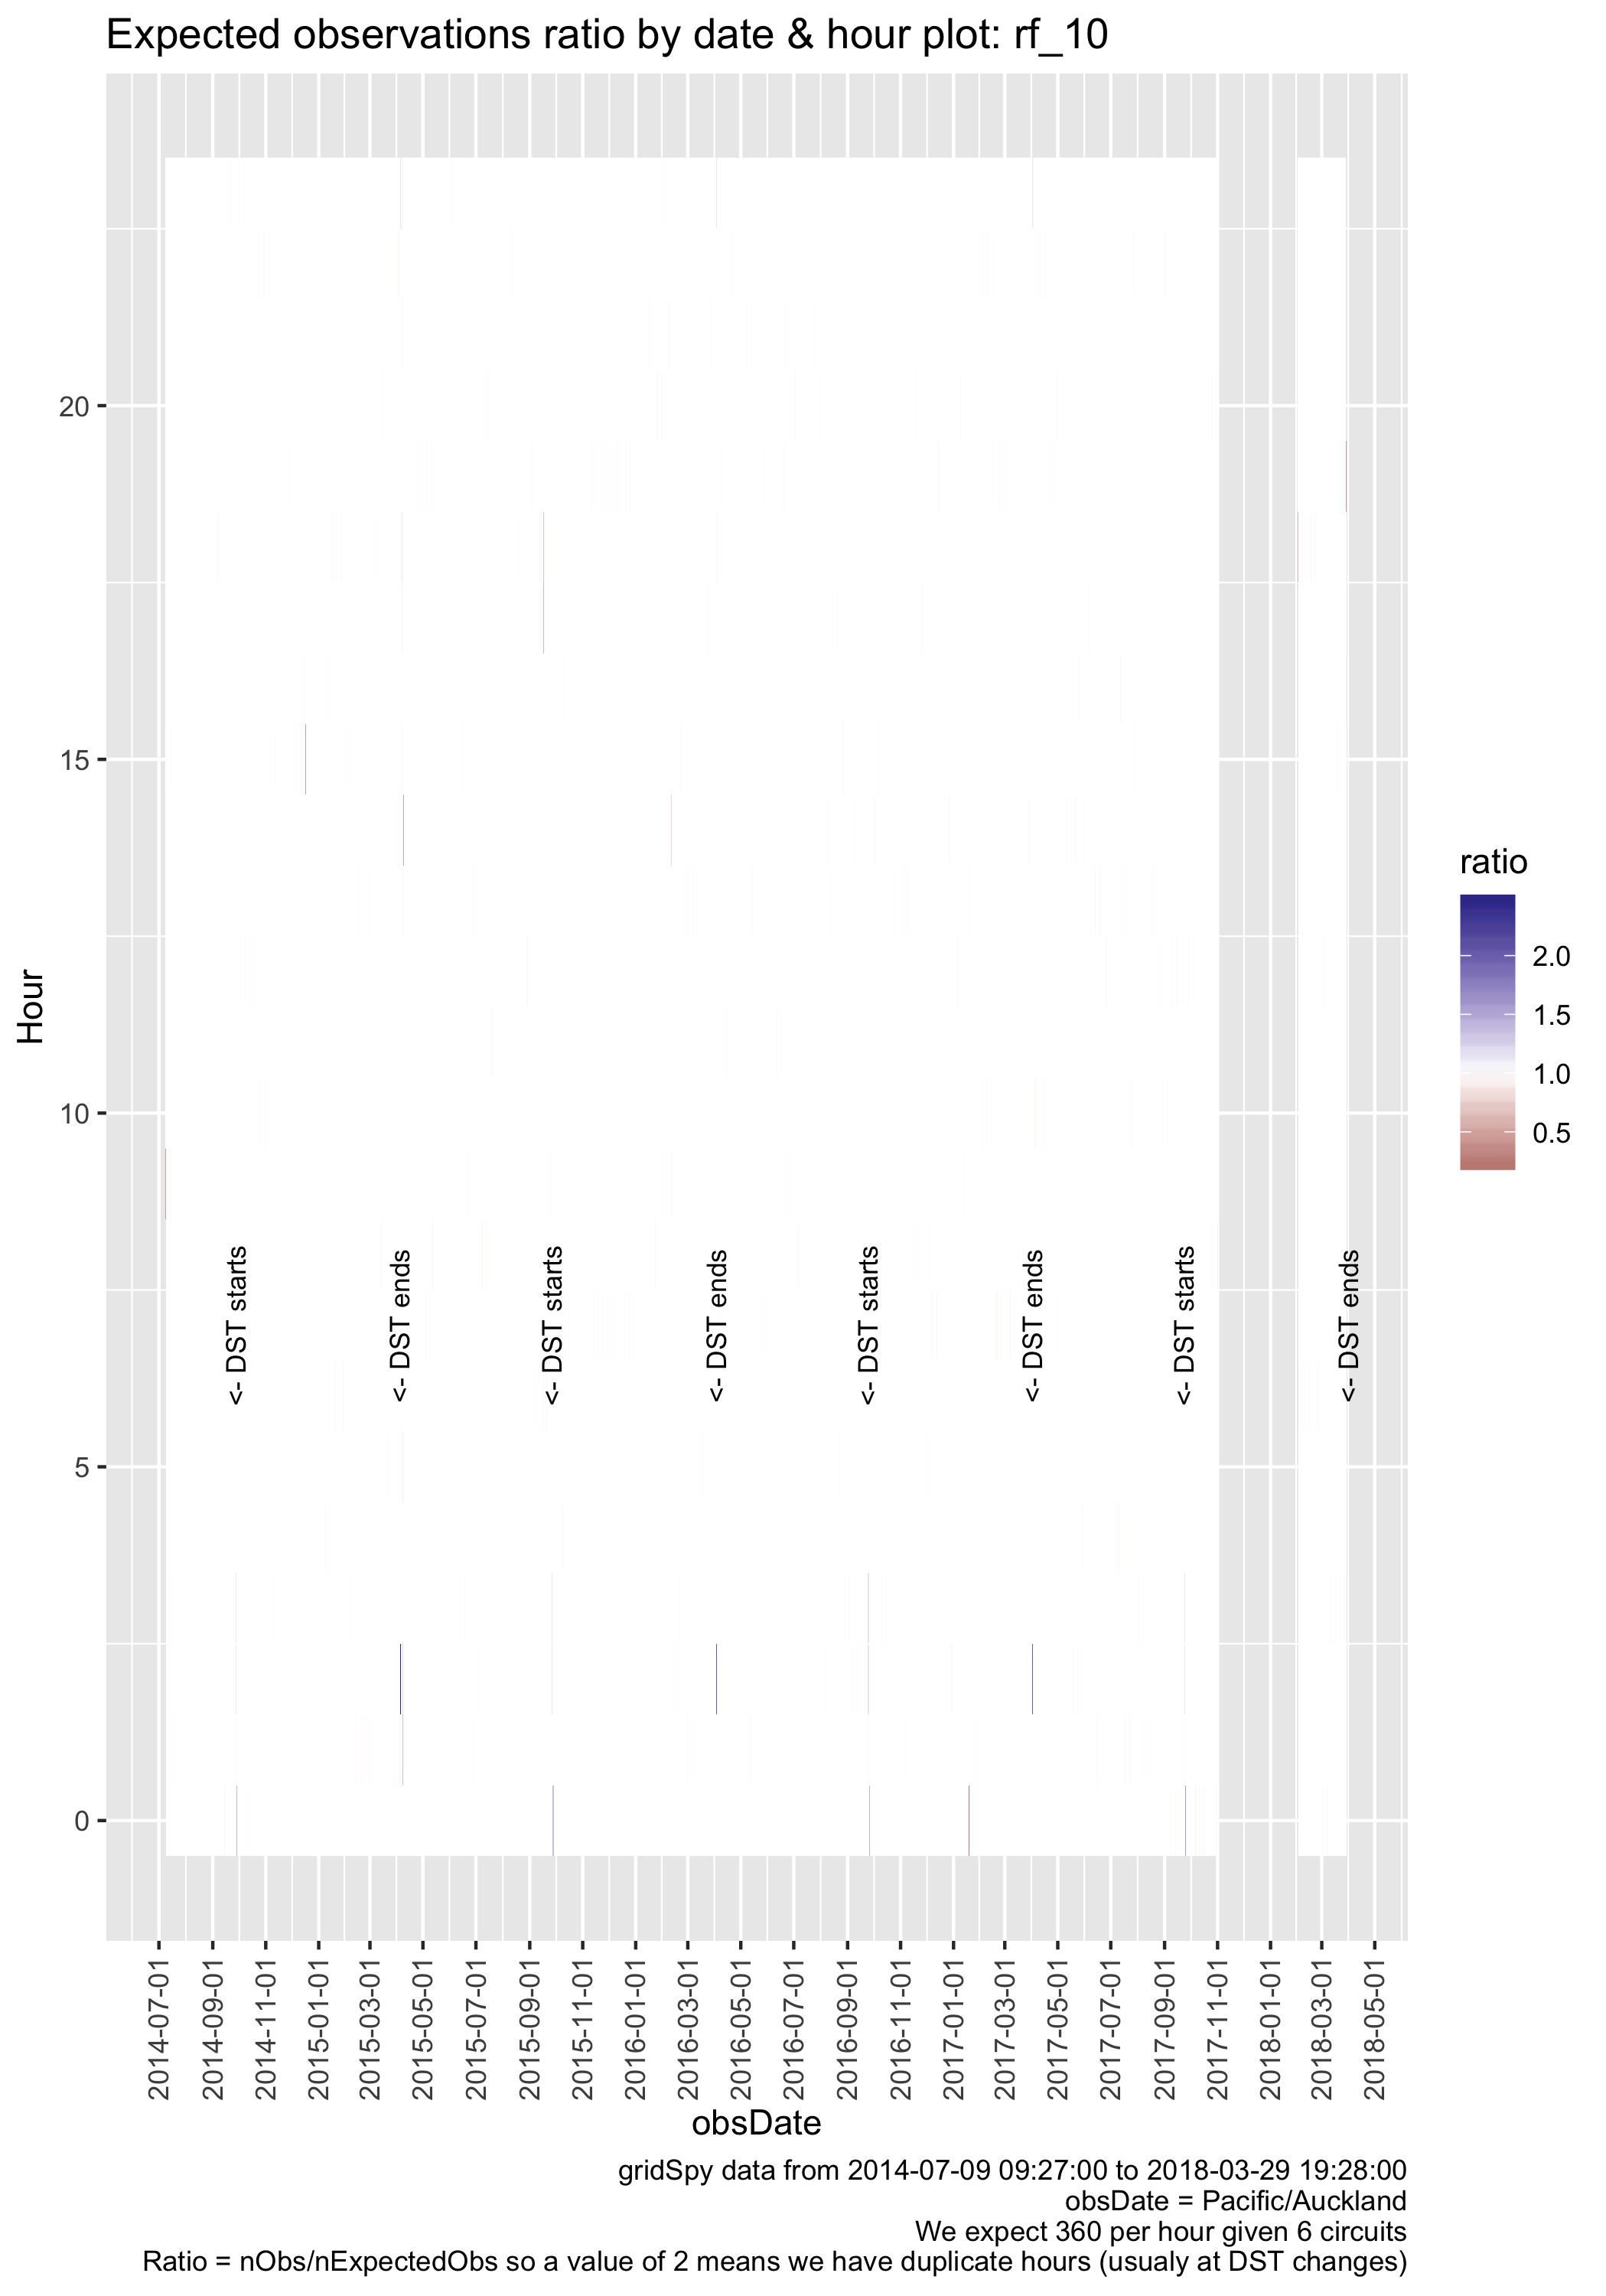 Expected observations ratio by date & hour plot: rf_10
Hour
20
15
10
5
0
<- DST starts
<- DST ends
<- DST starts
<- DST ends
<- DST starts
<- DST ends
<- DST starts
<- DST ends
ratio
2.0
1.5
1.0
0.5
2014-07-01
2014-09-01
2014-11-01
2015-01-01
2015-03-01
2015-05-01
2015-07-01
2015-09-01
2015-11-01
2016-01-01
2016-03-01
2016-05-01
2016-07-01
2016-09-01
2016-11-01
2017-01-01
2017-03-01
2017-05-01
2017-07-01
2017-09-01
2017-11-01
2018-01-01
2018-03-01
2018-05-01
obsDate
gridSpy data from 2014-07-09 09:27:00 to 2018-03-29 19:28:00
obsDate = Pacific/Auckland
We expect 360 per hour given 6 circuits
Ratio = nObs/nExpectedObs so a value of 2 means we have duplicate hours (usualy at DST changes)